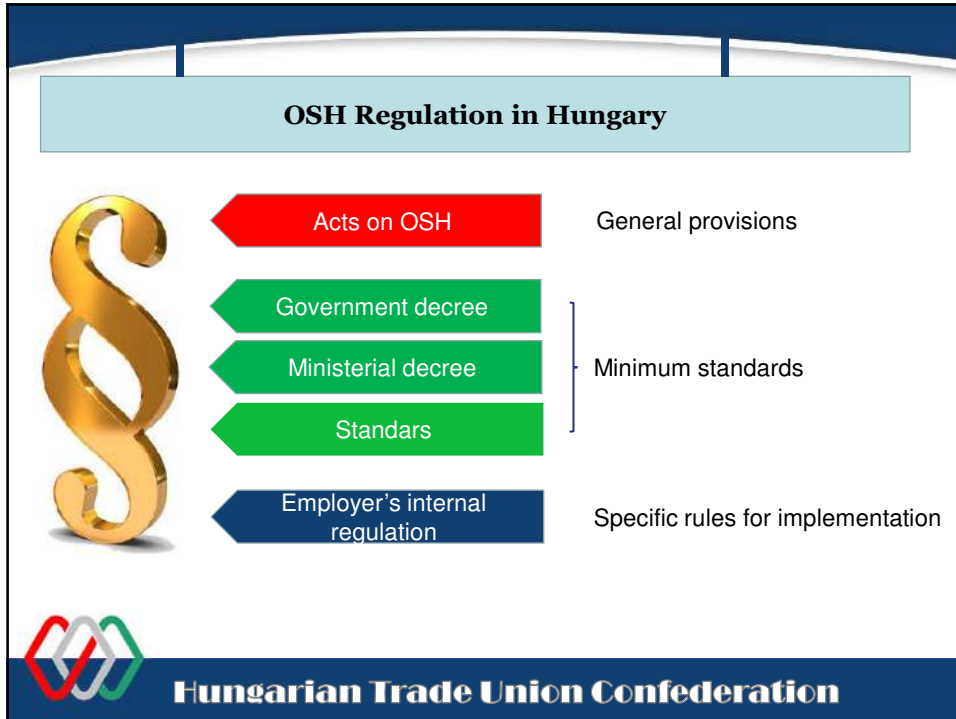 OSH Regulation in Hungary
Acts on OSH
General provisions
Government decree
Ministerial decree
Minimum standards
Standars
Employer’s internal
regulation
Specific rules for implementation
Hungarian Trade Union Confederation